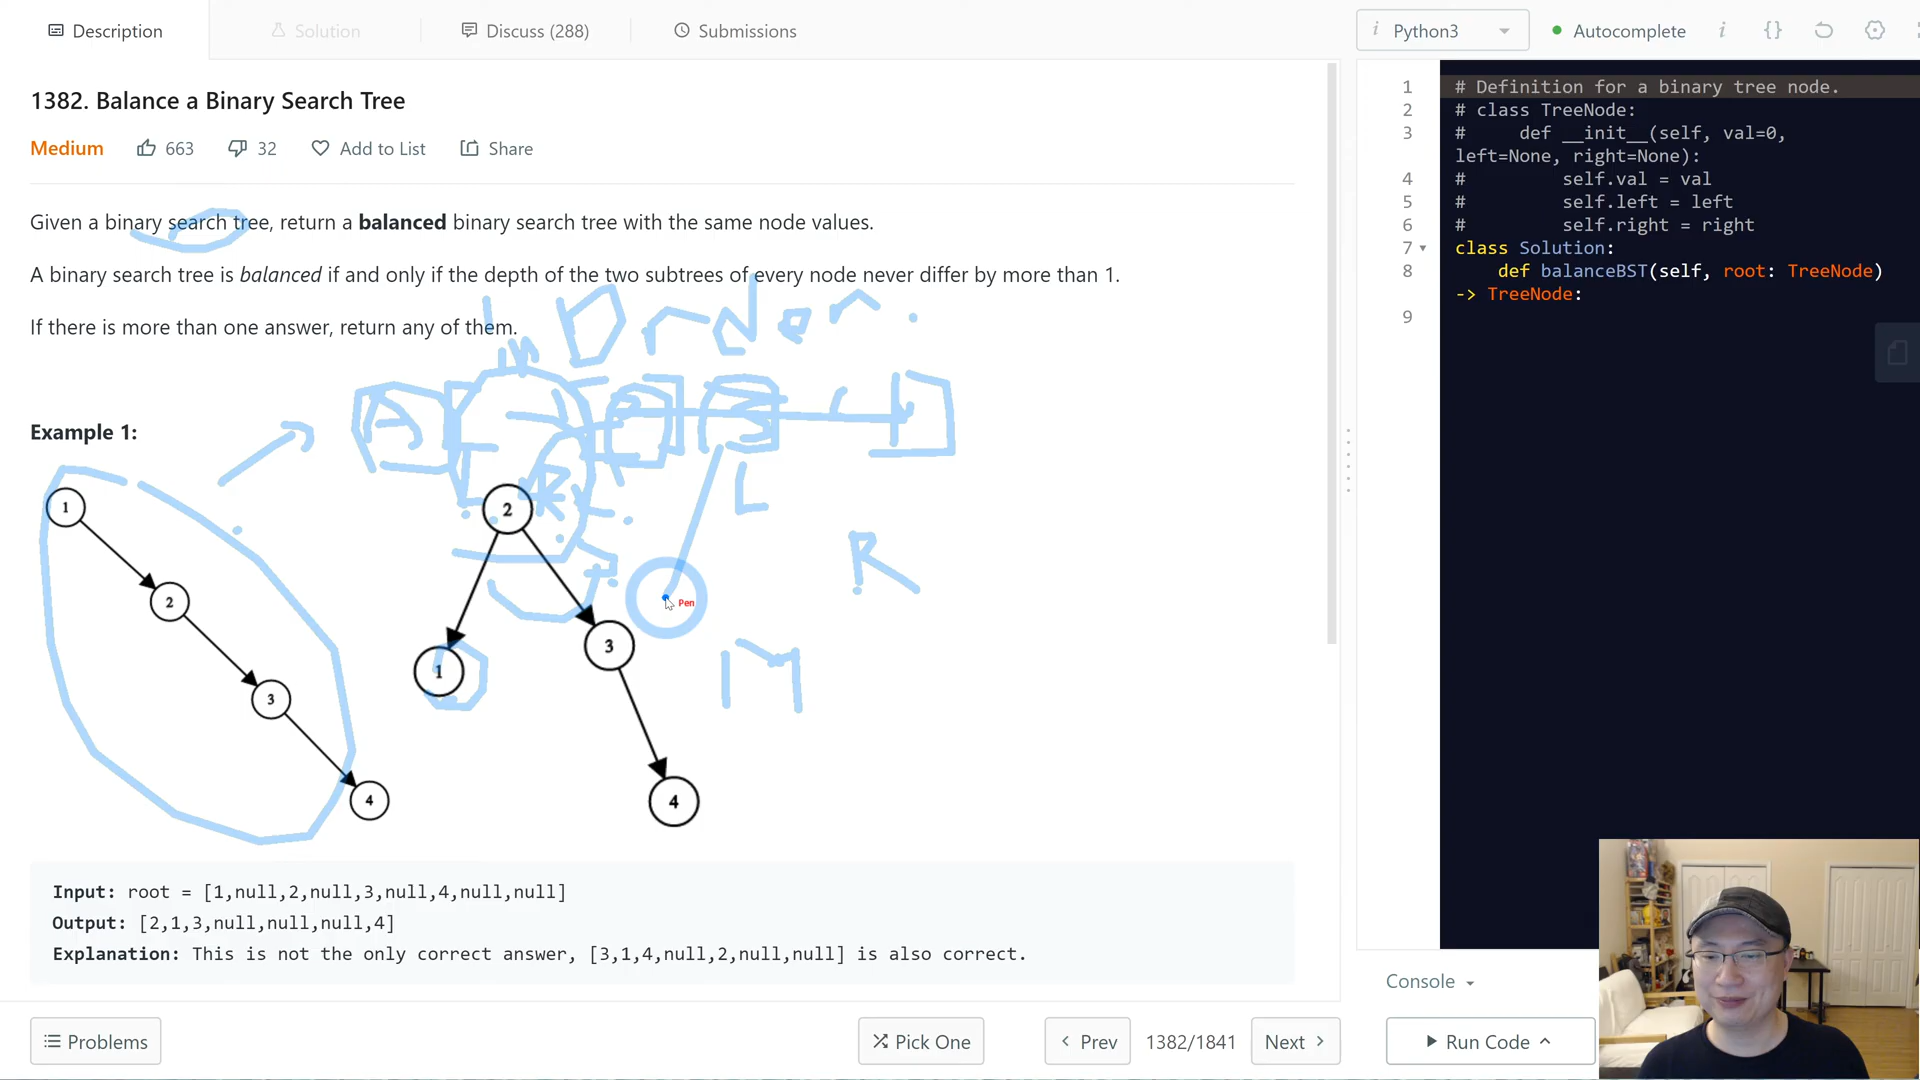 Description
Solution
Discuss (288)
Submissions
i
Python3
Autocomplete
i
{}
1382. Balance a Binary Search Tree
Medium
663
32
Add to List
Share
Given a binary search tree, return a balanced binary search tree with the same node values.
A binary search tree is balanced if and only if the depth of the two subtrees of every node never differ by more than 1.
If there is more than one answer, return any of them.
in Order.
Example 1:
1
2
3
4
2
1
3
4
L
R
M
Pen
Input: root = [1,null,2,null,3,null,4,null,null]
Output: [2,1,3,null,null,null,4]
Explanation: This is not the only correct answer, [3,1,4,null,2,null,null] is also correct.
1 # Definition for a binary tree node.
2 # class TreeNode:
3 #     def __init__(self, val=0,
left=None, right=None):
4 #         self.val = val
5 #         self.left = left
6 #         self.right = right
7 class Solution:
8     def balanceBST(self, root: TreeNode)
-> TreeNode:
9
Console
Problems
Pick One
Prev
1382/1841
Next
Run Code